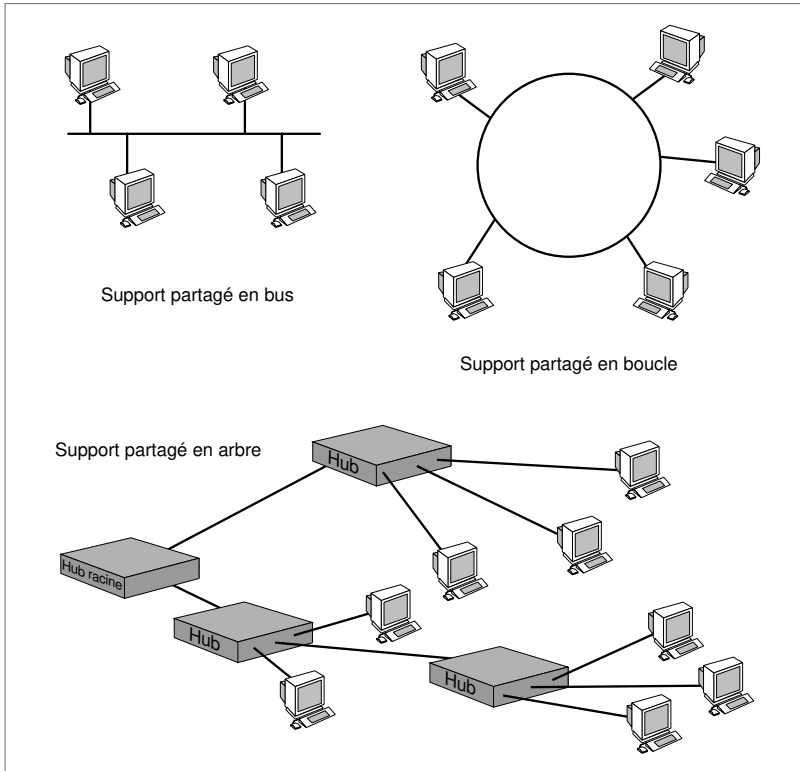 Support partagé en bus
Support partagé en boucle
Support partagé en arbre
Hub
Hub racine
Hub
Hub